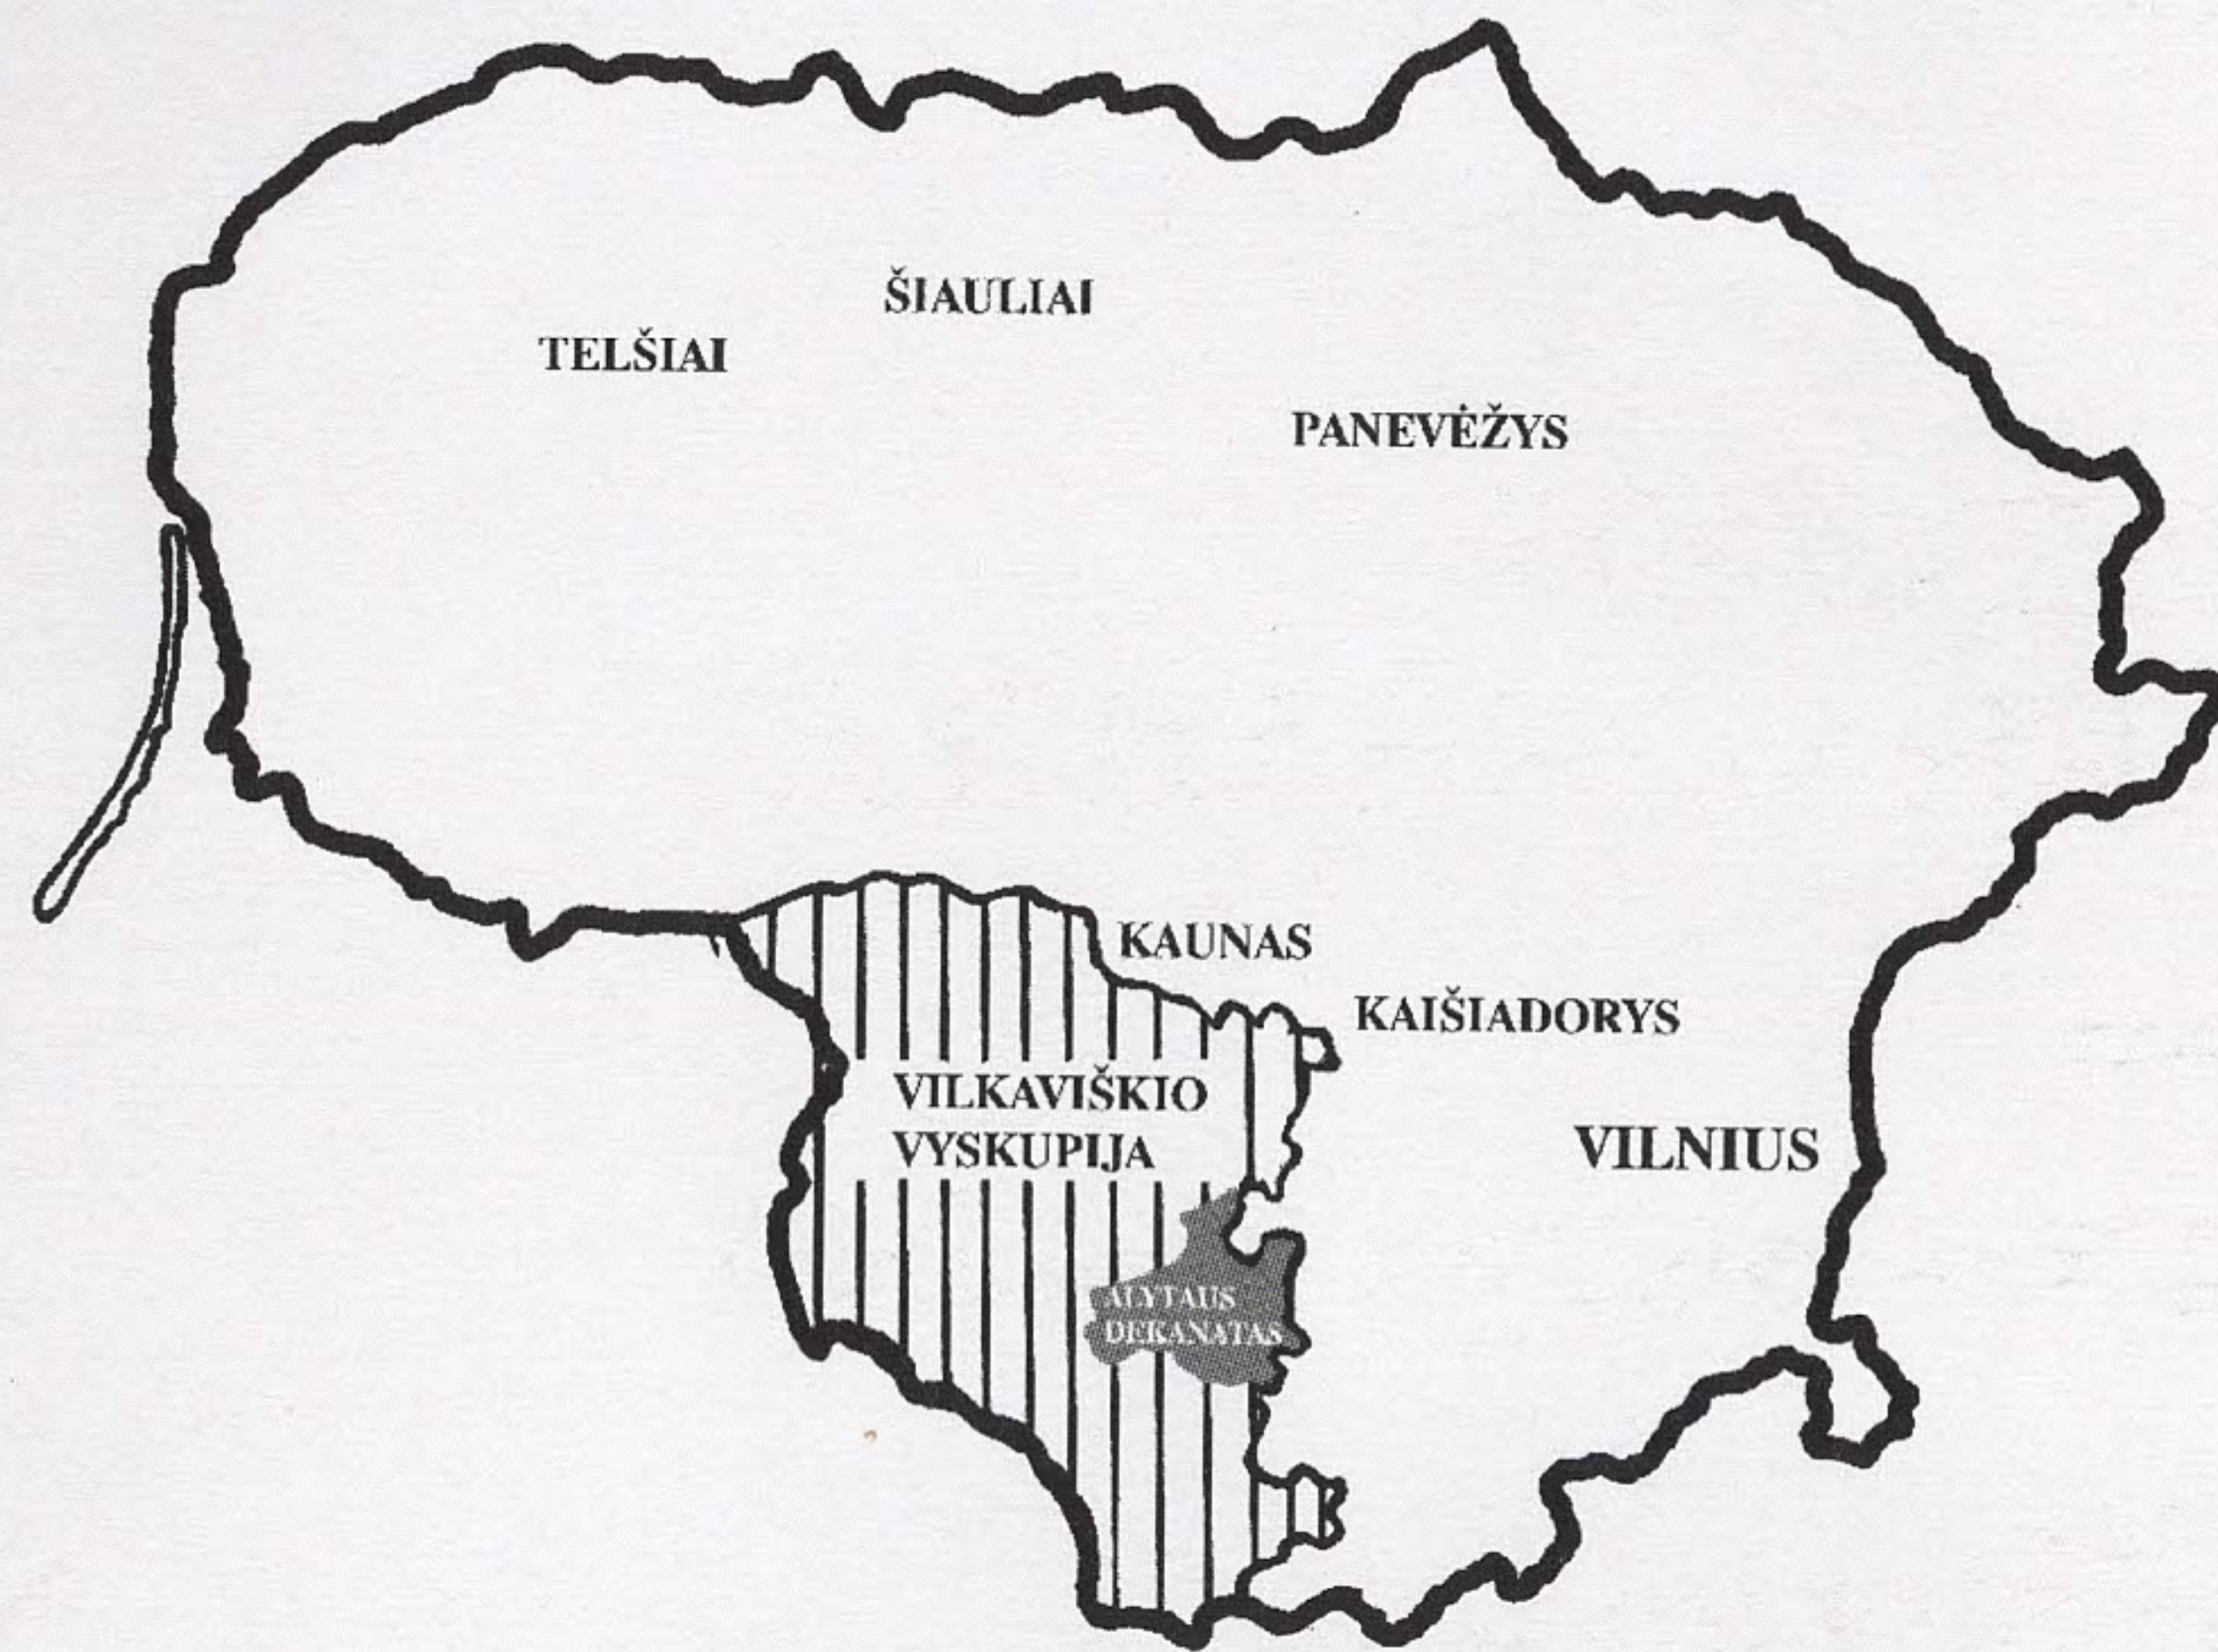 ŠIAULIAI
TELŠIAI
PANEVĖŽYS
KAUNAS
KAIŠIADORYS
VILKAVIŠKIO
VYSKUPIJA
VILNIUS
ALYTAUS
DEKANATAS